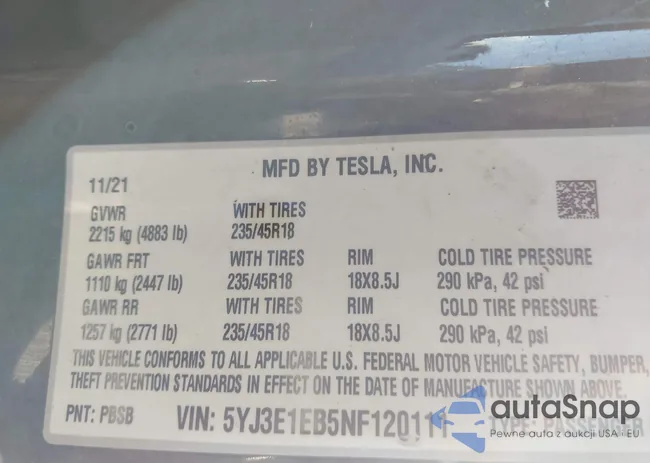 MFD BY TESLA, INC.
11/21
GVWR WITH TIRES
2215 kg (4883 lb) 235/45R18
GAWR FRT WITH TIRES RIM COLD TIRE PRESSURE
1110 kg (2447 lb) 235/45R18 18X8.5J 290 kPa, 42 psi
GAWR RR WITH TIRES RIM COLD TIRE PRESSURE
1257 kg (2771 lb) 235/45R18 18X8.5J 290 kPa, 42 psi
THIS VEHICLE CONFORMS TO ALL APPLICABLE U.S. FEDERAL MOTOR VEHICLE SAFETY, BUMPER,
THEFT PREVENTION STANDARDS IN EFFECT ON THE DATE OF MANUFACTURE SHOWN ABOVE.
PNT: PBSB VIN: 5YJ3E1EB5NF120111 TYPE: PASSENGER
autoSnap
Pewne auta z aukcji USA i EU